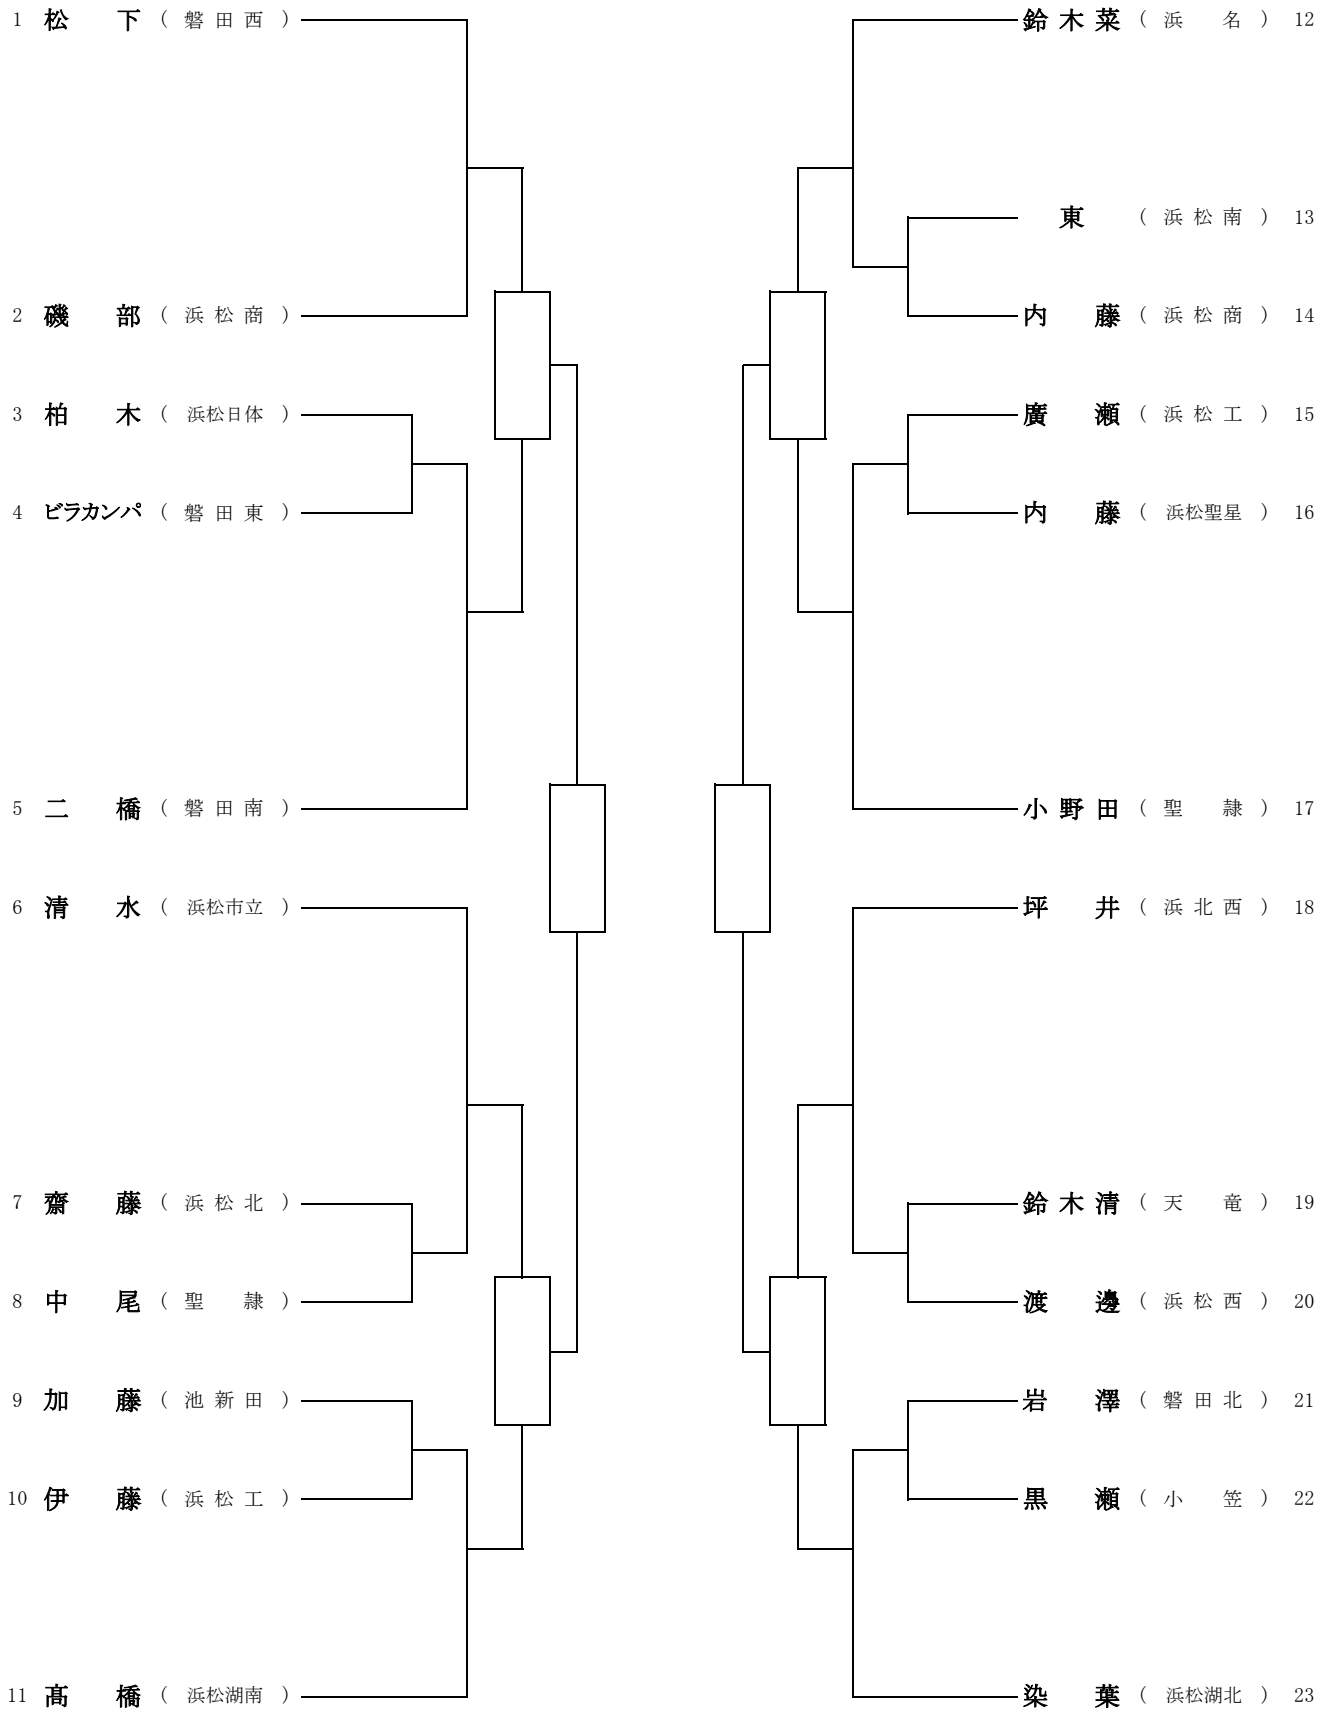 1 松 下 ( 磐 田 西 )
2 磯 部 ( 浜 松 商 )
3 柏 木 ( 浜松日体 )
4 ビラカンパ ( 磐 田 東 )
5 二 橋 ( 磐 田 南 )
6 清 水 ( 浜松市立 )
7 齋 藤 ( 浜 松 北 )
8 中 尾 ( 聖 隷 )
9 加 藤 ( 池 新 田 )
10 伊 藤 ( 浜 松 工 )
11 髙 橋 ( 浜松湖南 )
鈴 木 菜 ( 浜 名 ) 12
東 ( 浜 松 南 ) 13
内 藤 ( 浜 松 商 ) 14
廣 瀬 ( 浜 松 工 ) 15
内 藤 ( 浜松聖星 ) 16
小 野 田 ( 聖 隷 ) 17
坪 井 ( 浜 北 西 ) 18
鈴 木 清 ( 天 竜 ) 19
渡 邊 ( 浜 松 西 ) 20
岩 澤 ( 磐 田 北 ) 21
黒 瀬 ( 小 笠 ) 22
染 葉 ( 浜松湖北 ) 23